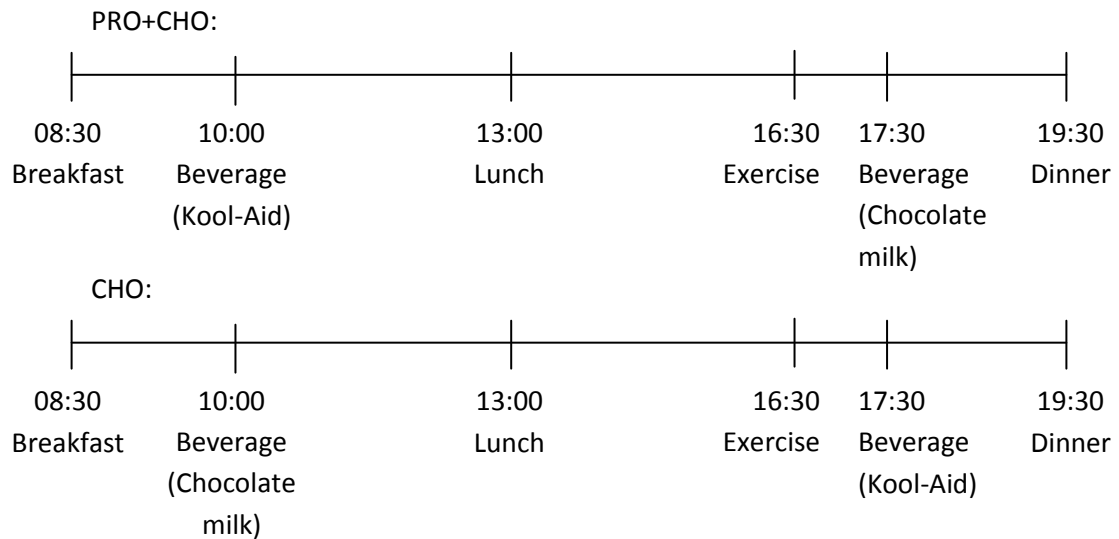 PRO+CHO:
08:30 10:00 13:00 16:30 17:30 19:30
Breakfast Beverage Lunch Exercise Beverage Dinner
(Kool-Aid) (Chocolate
milk)
CHO:
08:30 10:00 13:00 16:30 17:30 19:30
Breakfast Beverage Lunch Exercise Beverage Dinner
(Chocolate (Kool-Aid)
milk)